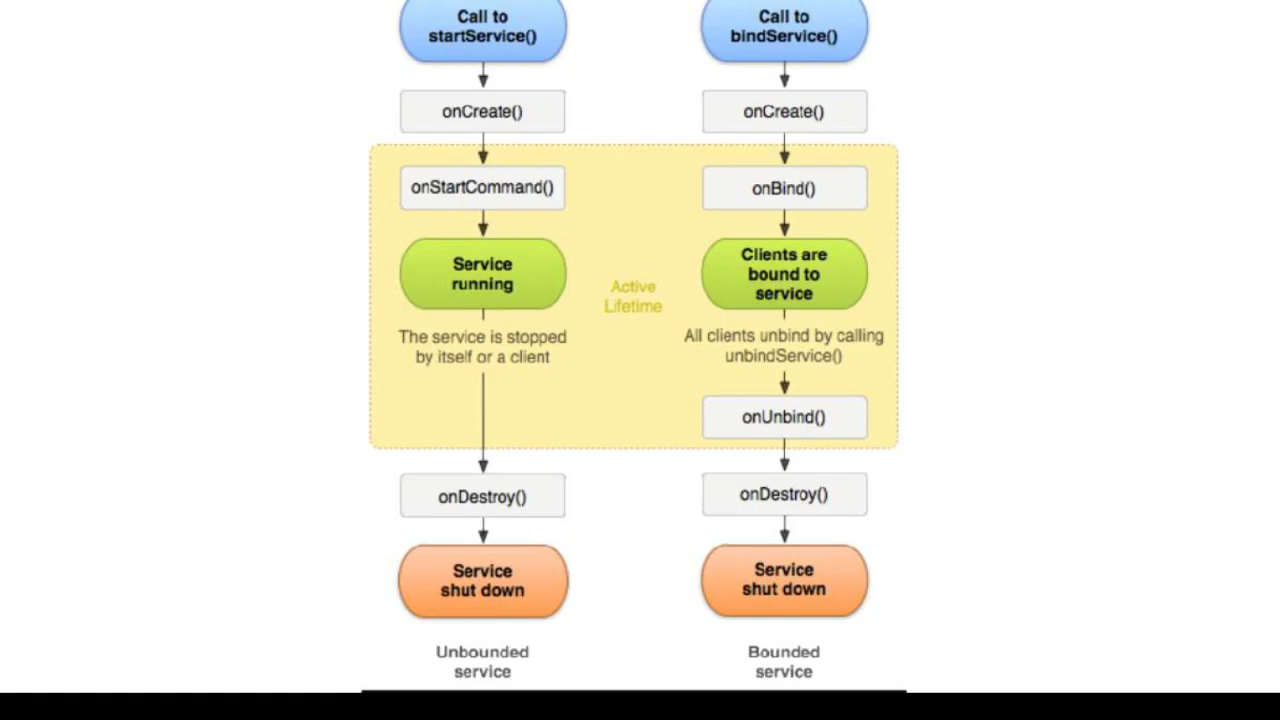 Call to
startService()
onCreate()
onStartCommand()
Service
running
The service is stopped
by itself or a client
onDestroy()
Service
shut down
Unbounded
service
Active
Lifetime
Call to
bindService()
onCreate()
onBind()
Clients are
bound to
service
All clients unbind by calling
unbindService()
onUnbind()
onDestroy()
Service
shut down
Bounded
service